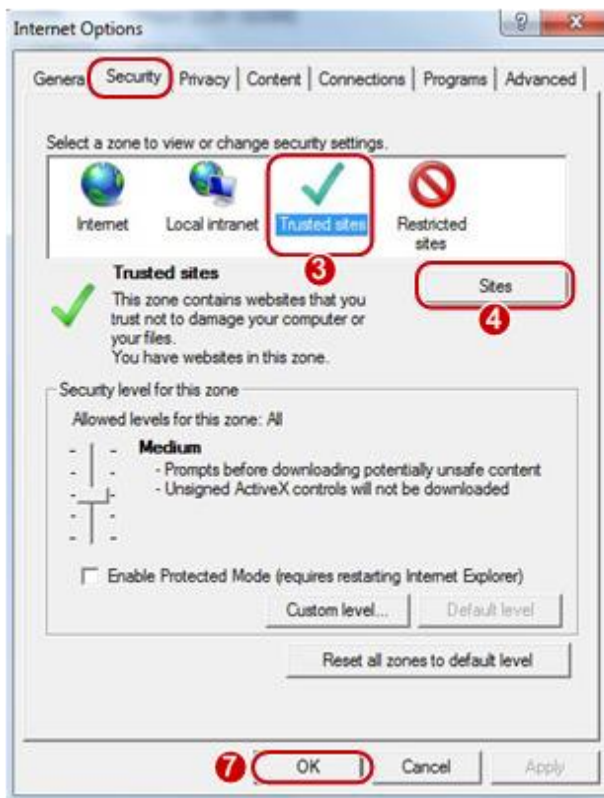 Internet Options
General Security Privacy Content Connections Programs Advanced
Select a zone to view or change security settings.
Internet Local intranet Trusted sites Restricted sites
3
Trusted sites
Sites
4
This zone contains websites that you
trust not to damage your computer or
your files.
You have websites in this zone.
Security level for this zone
Allowed levels for this zone: All
Medium
- Prompts before downloading potentially unsafe content
- Unsigned ActiveX controls will not be downloaded
Enable Protected Mode (requires restarting Internet Explorer)
Custom level... Default level
Reset all zones to default level
7 OK Cancel Apply